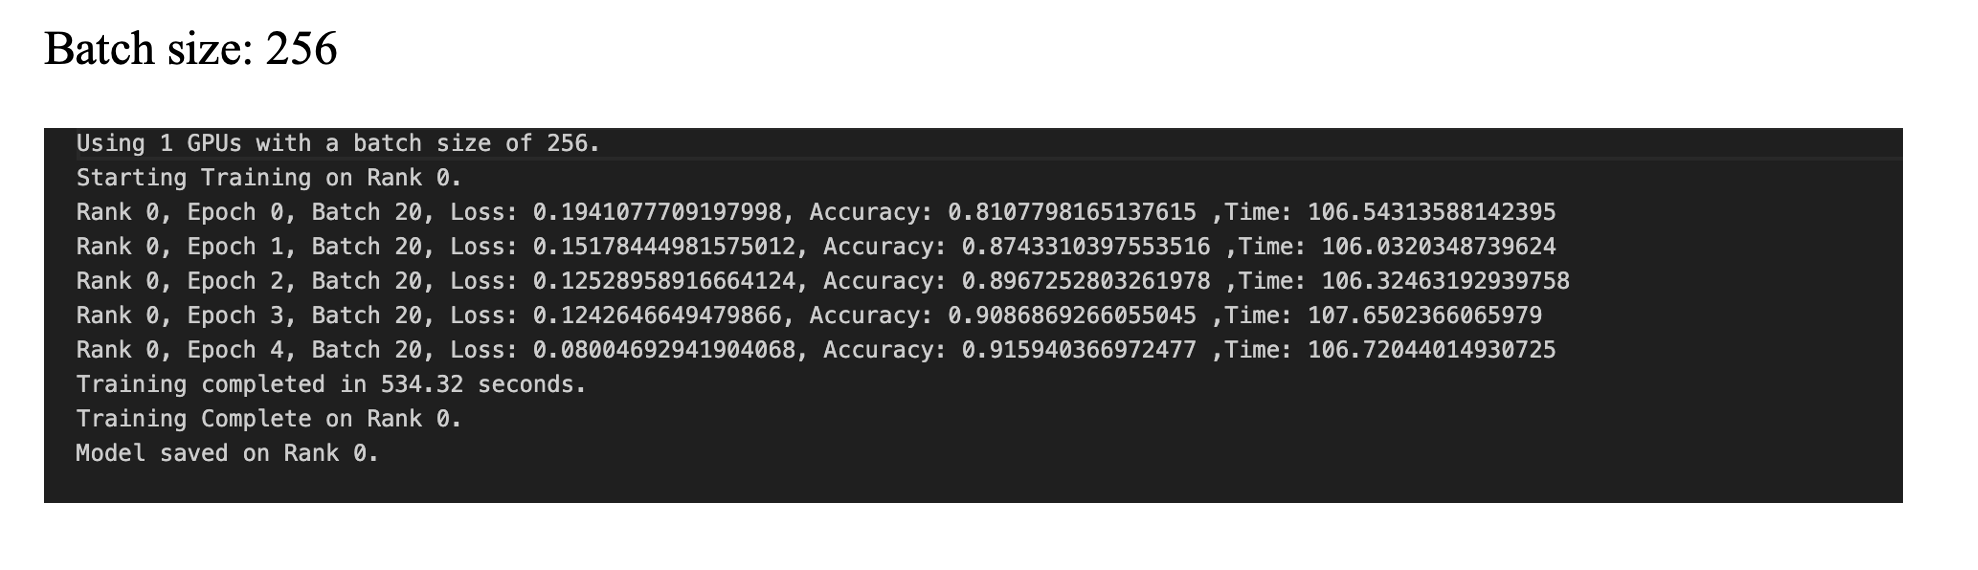 Batch size: 256
Using 1 GPUs with a batch size of 256.
Starting Training on Rank 0.
Rank 0, Epoch 0, Batch 20, Loss: 0.1941077709197998, Accuracy: 0.8107798165137615 ,Time: 106.54313588142395
Rank 0, Epoch 1, Batch 20, Loss: 0.15178444981575012, Accuracy: 0.8743310397553516 ,Time: 106.0320348739624
Rank 0, Epoch 2, Batch 20, Loss: 0.12528958916664124, Accuracy: 0.8967252803261978 ,Time: 106.32463192939758
Rank 0, Epoch 3, Batch 20, Loss: 0.1242646649479866, Accuracy: 0.9086869266055045 ,Time: 107.6502366065979
Rank 0, Epoch 4, Batch 20, Loss: 0.08004692941904068, Accuracy: 0.915940366972477 ,Time: 106.72044014930725
Training completed in 534.32 seconds.
Training Complete on Rank 0.
Model saved on Rank 0.